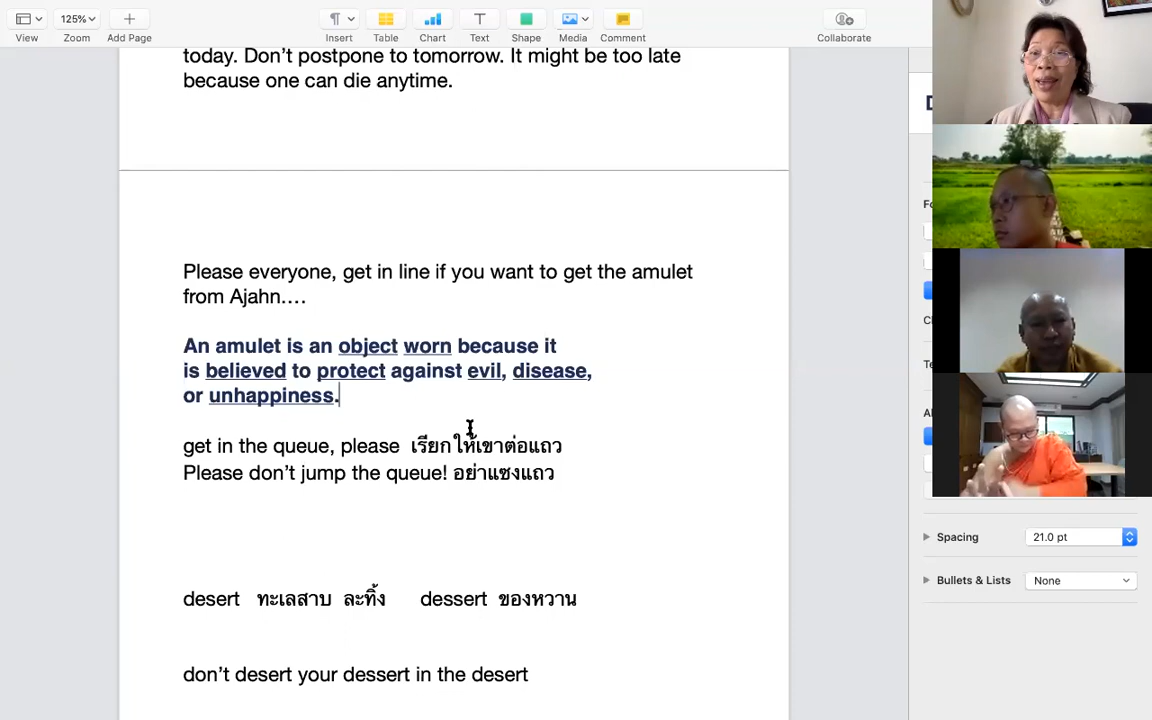 View
125%
Zoom
Add Page
Insert
Table
Chart
Text
Shape
Media
Comment
Collaborate
today. Don't postpone to tomorrow. It might be too late
because one can die anytime.
Please everyone, get in line if you want to get the amulet
from Ajahn....
An amulet is an object worn because it
is believed to protect against evil, disease,
or unhappiness.
get in the queue, please เรียกให้เขาต่อแถว
Please don't jump the queue! อย่าแซงแถว
desert ทะเลสาบ ละทิ้ง dessert ของหวาน
don't desert your dessert in the desert
Spacing
21.0 pt
Bullets & Lists
None